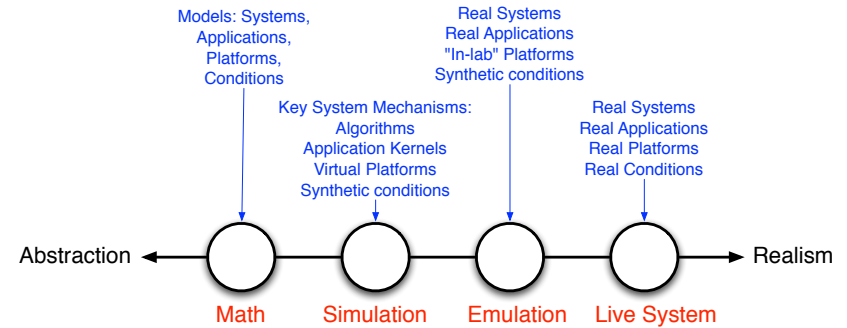 Models: Systems,
Applications,
Platforms,
Conditions
Real Systems
Real Applications
"In-lab" Platforms
Synthetic conditions
Key System Mechanisms:
Algorithms
Application Kernels
Virtual Platforms
Synthetic conditions
Real Systems
Real Applications
Real Platforms
Real Conditions
Abstraction
Realism
Math
Simulation
Emulation
Live System